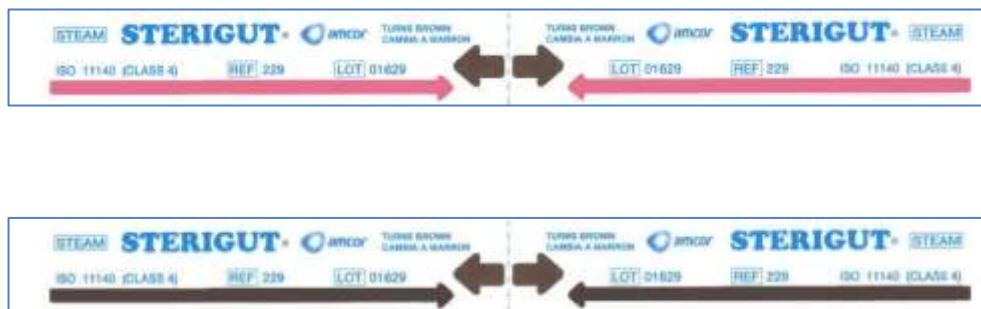 STEAM STERIGUT® amcor TURNS BROWN
CAMBIA A MARRON
ISO 11140 (CLASS 4) REF 229 LOT 01629
TURNS BROWN
CAMBIA A MARRON amcor STERIGUT® STEAM
LOT 01629 REF 229 ISO 11140 (CLASS 4)
STEAM STERIGUT® amcor TURNS BROWN
CAMBIA A MARRON
ISO 11140 (CLASS 4) REF 229 LOT 01629
TURNS BROWN
CAMBIA A MARRON amcor STERIGUT® STEAM
LOT 01629 REF 229 ISO 11140 (CLASS 4)